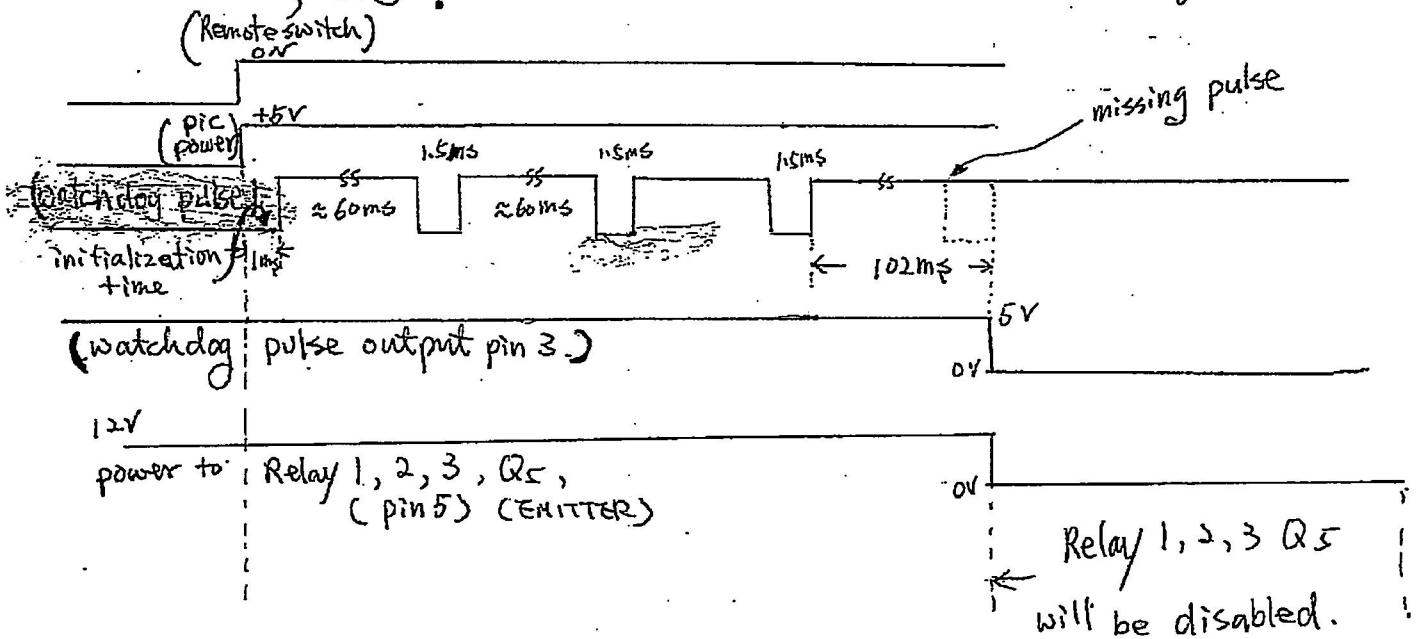 (Remote switch)
ON
missing pulse
(pic power)
+5V
1.5ms
1.5ms
1.5ms
(watchdog pulse)
≈60ms
≈60ms
initialization time
1ms
102ms
5V
(watchdog pulse output pin 3.)
0V
12V
power to Relay 1, 2, 3, Q5,
(pin 5) (EMITTER)
0V
Relay 1, 2, 3 Q5
will be disabled.